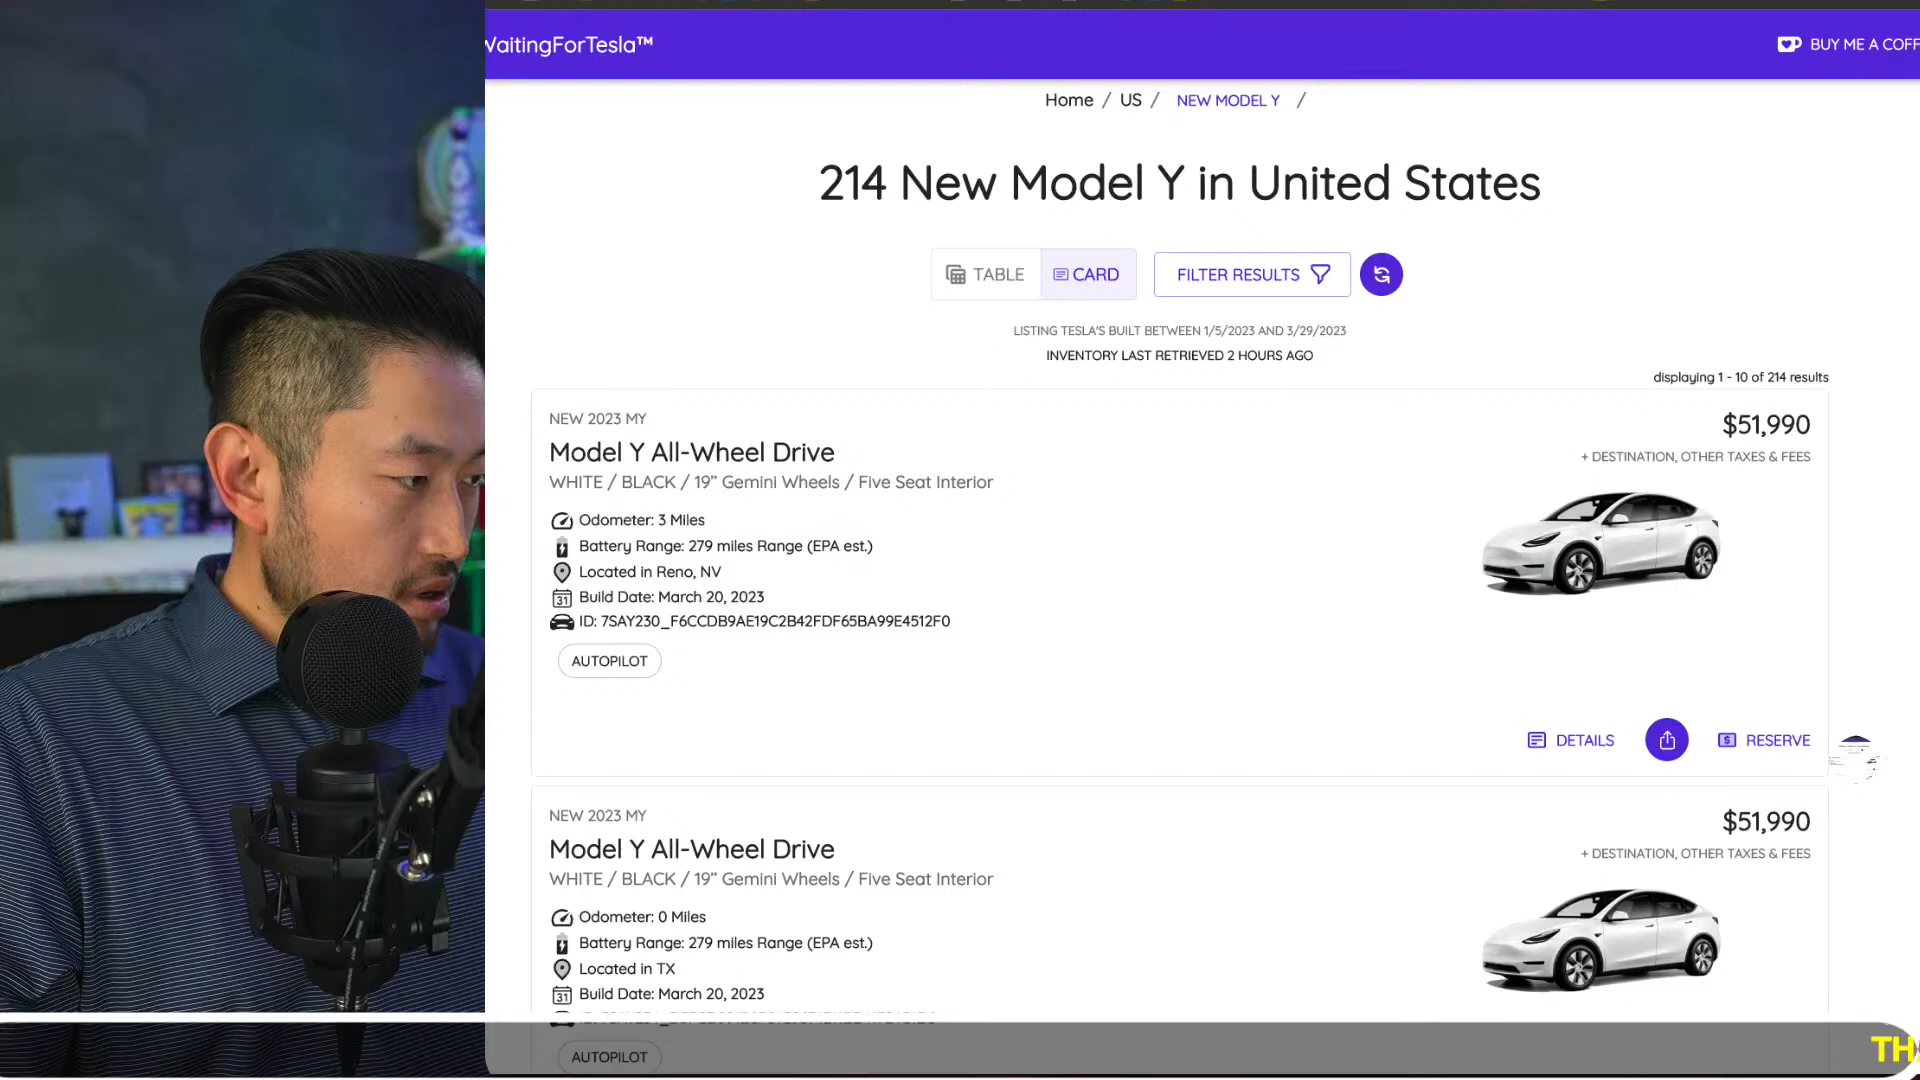 WaitingForTesla™
BUY ME A COFF
Home / US / NEW MODEL Y /
214 New Model Y in United States
TABLE
CARD
FILTER RESULTS
LISTING TESLA'S BUILT BETWEEN 1/5/2023 AND 3/29/2023
INVENTORY LAST RETRIEVED 2 HOURS AGO
displaying 1 - 10 of 214 results
NEW 2023 MY
$51,990
Model Y All-Wheel Drive
+ DESTINATION, OTHER TAXES & FEES
WHITE / BLACK / 19” Gemini Wheels / Five Seat Interior
Odometer: 3 Miles
Battery Range: 279 miles Range (EPA est.)
Located in Reno, NV
Build Date: March 20, 2023
ID: 7SAY230_F6CCDB9AE19C2B42FDF65BA99E4512F0
AUTOPILOT
DETAILS
RESERVE
NEW 2023 MY
$51,990
Model Y All-Wheel Drive
+ DESTINATION, OTHER TAXES & FEES
WHITE / BLACK / 19” Gemini Wheels / Five Seat Interior
Odometer: 0 Miles
Battery Range: 279 miles Range (EPA est.)
Located in TX
Build Date: March 20, 2023
AUTOPILOT
TH